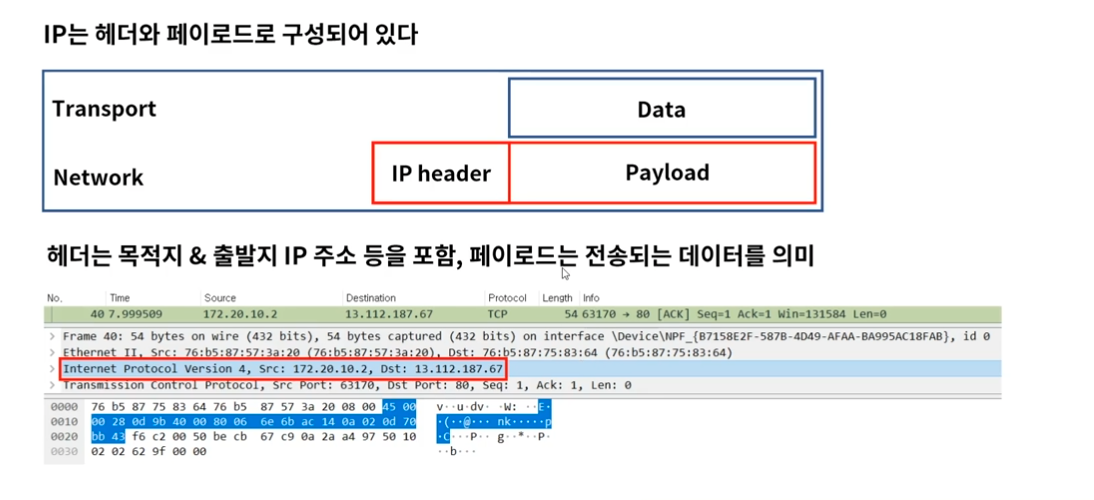 IP는 헤더와 페이로드로 구성되어 있다
Transport
Data
Network
IP header
Payload
헤더는 목적지 & 출발지 IP 주소 등을 포함, 페이로드는 전송되는 데이터를 의미
No. Time Source Destination Protocol Length Info
40 7.999509 172.20.10.2 13.112.187.67 TCP 54 63170 → 80 [ACK] Seq=1 Ack=1 Win=131584 Len=0
> Frame 40: 54 bytes on wire (432 bits), 54 bytes captured (432 bits) on interface \Device\NPF_{B7158E2F-587B-4D49-AFAA-BA995AC18FAB}, id 0
> Ethernet II, Src: 76:b5:87:57:3a:20 (76:b5:87:57:3a:20), Dst: 76:b5:87:75:83:64 (76:b5:87:75:83:64)
> Internet Protocol Version 4, Src: 172.20.10.2, Dst: 13.112.187.67
> Transmission Control Protocol, Src Port: 63170, Dst Port: 80, Seq: 1, Ack: 1, Len: 0
0000 76 b5 87 75 83 64 76 b5 87 57 3a 20 08 00 45 00 v··u·dv· ·W: ··E·
0010 00 28 0d 9b 40 00 80 06 6e 6b ac 14 0a 02 0d 70 ·(··@··· nk·····p
0020 bb 43 f6 c2 00 50 be cb 67 c9 0a 2a a4 97 50 10 ·C···P·· g··*··P·
0030 02 02 62 9f 00 00 ··b···